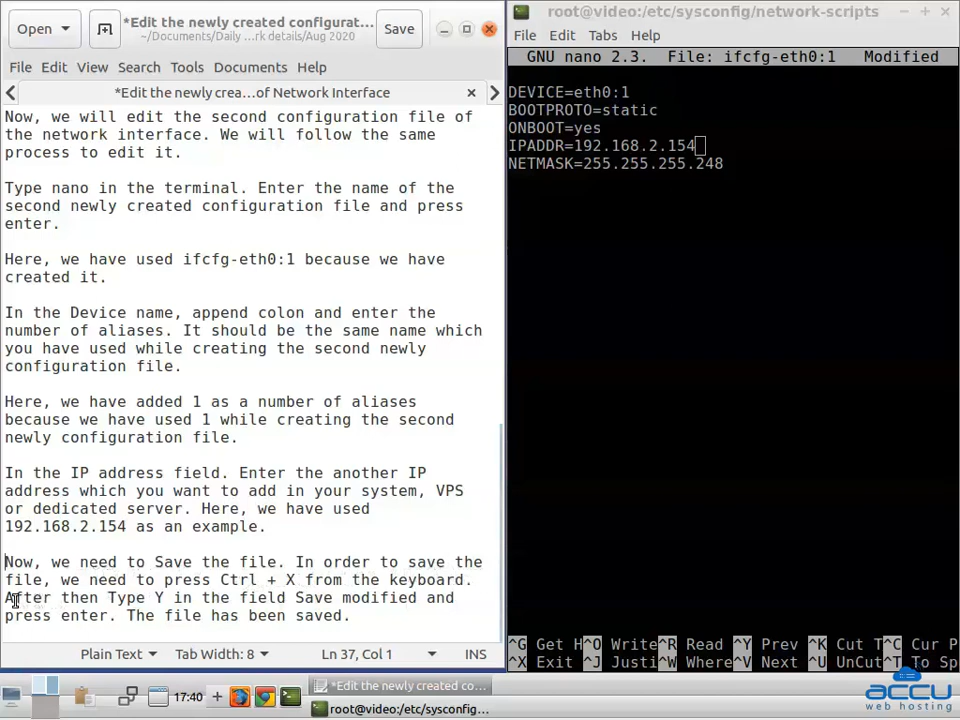 Open
*Edit the newly created configurat...
~/Documents/Daily ...rk details/Aug 2020
Save
File Edit View Search Tools Documents Help
*Edit the newly crea...of Network Interface
Now, we will edit the second configuration file of
the network interface. We will follow the same
process to edit it.
Type nano in the terminal. Enter the name of the
second newly created configuration file and press
enter.
Here, we have used ifcfg-eth0:1 because we have
created it.
In the Device name, append colon and enter the
number of aliases. It should be the same name which
you have used while creating the second newly
configuration file.
Here, we have added 1 as a number of aliases
because we have used 1 while creating the second
newly configuration file.
In the IP address field. Enter the another IP
address which you want to add in your system, VPS
or dedicated server. Here, we have used
192.168.2.154 as an example.
Now, we need to Save the file. In order to save the
file, we need to press Ctrl + X from the keyboard.
After then Type Y in the field Save modified and
press enter. The file has been saved.
Plain Text Tab Width: 8 Ln 37, Col 1 INS
root@video:/etc/sysconfig/network-scripts
File Edit Tabs Help
GNU nano 2.3. File: ifcfg-eth0:1 Modified
DEVICE=eth0:1
BOOTPROTO=static
ONBOOT=yes
IPADDR=192.168.2.154
NETMASK=255.255.255.248
^G Get H^O Write^R Read ^Y Prev ^K Cut T^C Cur P
^X Exit ^J Justi^W Where^V Next ^U UnCut^T To Sp
17:40
*Edit the newly created co...
root@video:/etc/sysconfig...
accu
web hosting